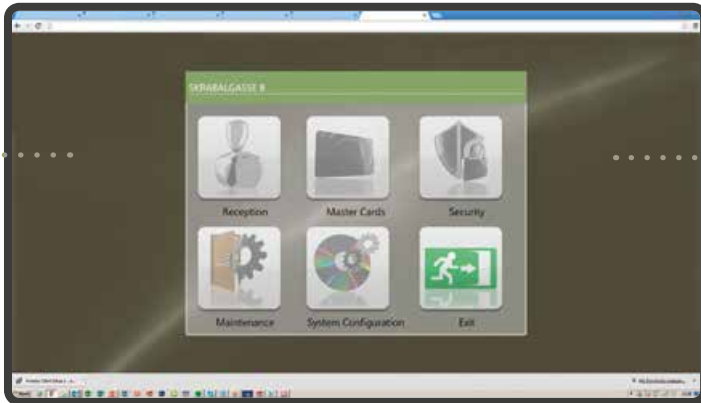 SKRABALGASSE 8
Reception
Master Cards
Security
Maintenance
System Configuration
Exit